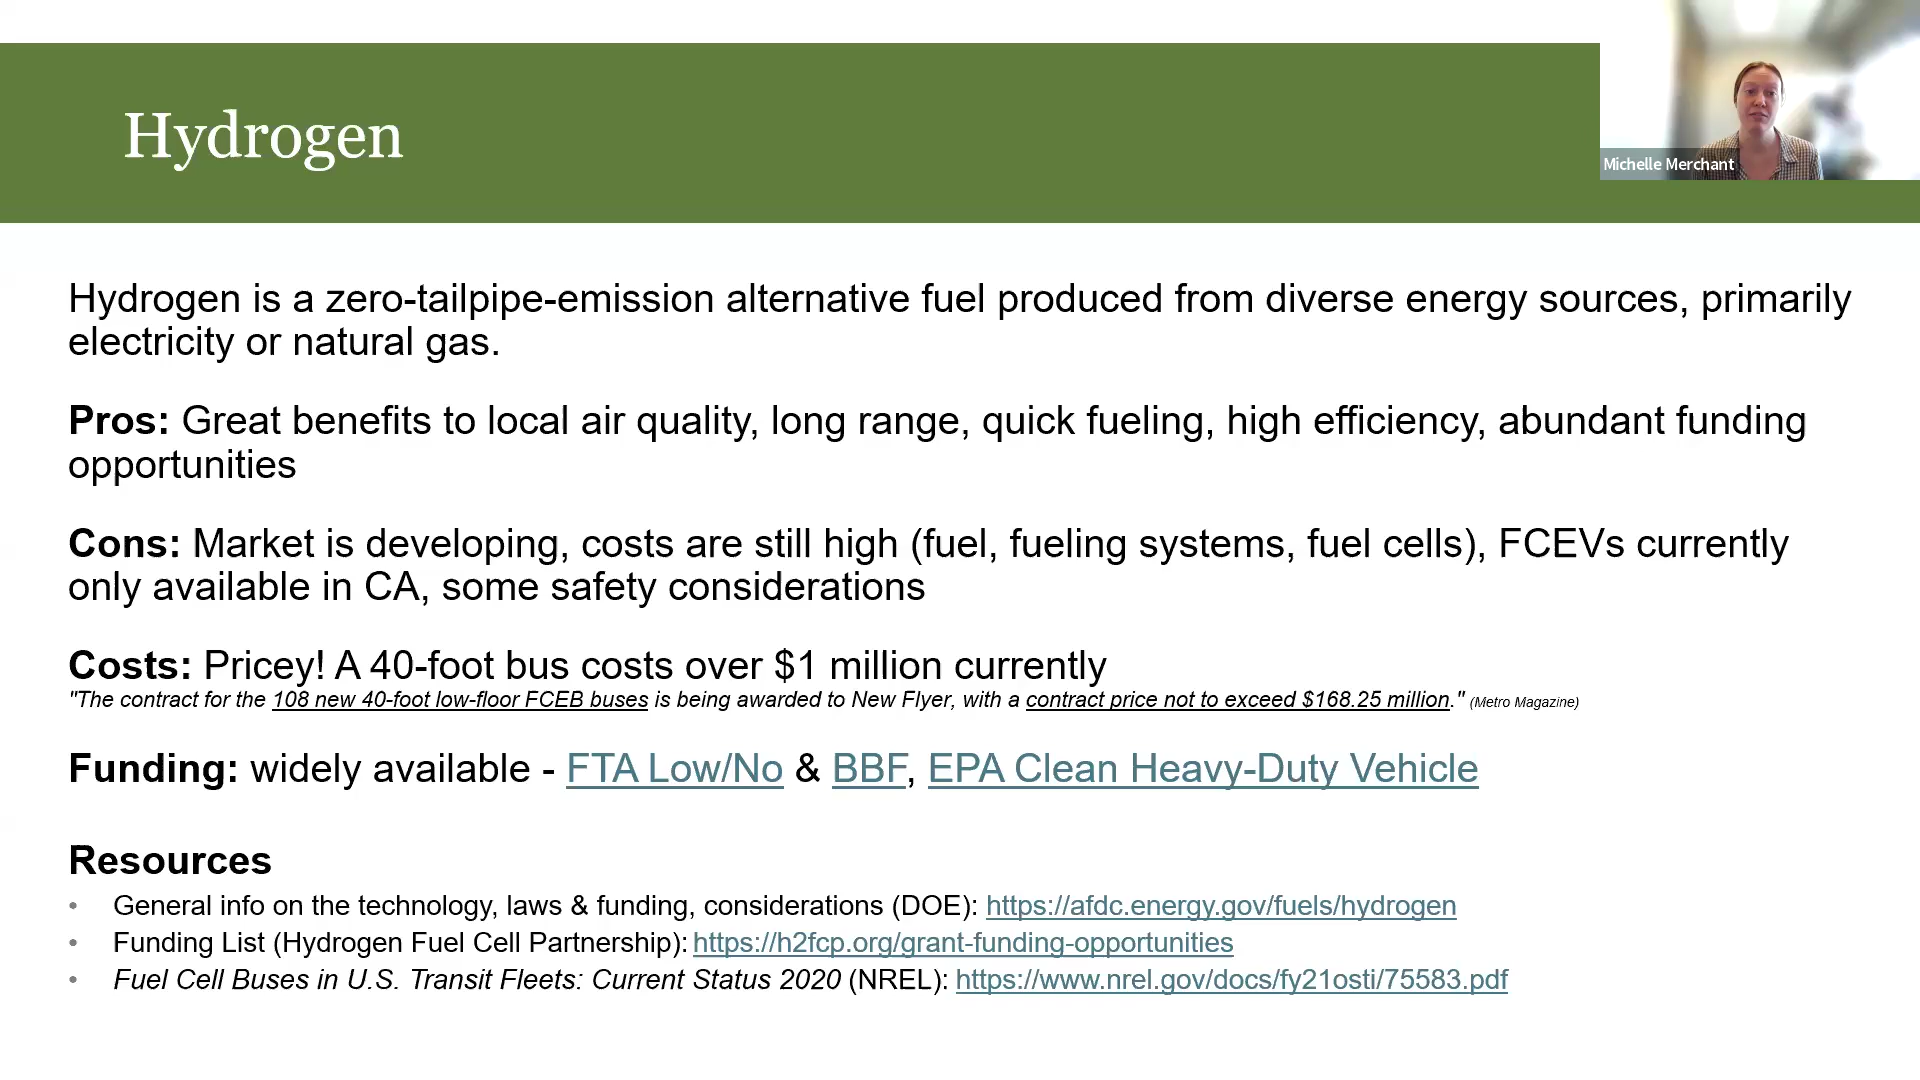 Hydrogen
Michelle Merchant
Hydrogen is a zero-tailpipe-emission alternative fuel produced from diverse energy sources, primarily
electricity or natural gas.
Pros: Great benefits to local air quality, long range, quick fueling, high efficiency, abundant funding
opportunities
Cons: Market is developing, costs are still high (fuel, fueling systems, fuel cells), FCEVs currently
only available in CA, some safety considerations
Costs: Pricey! A 40-foot bus costs over $1 million currently
"The contract for the 108 new 40-foot low-floor FCEB buses is being awarded to New Flyer, with a contract price not to exceed $168.25 million." (Metro Magazine)
Funding: widely available - FTA Low/No & BBF, EPA Clean Heavy-Duty Vehicle
Resources
• General info on the technology, laws & funding, considerations (DOE): https://afdc.energy.gov/fuels/hydrogen
• Funding List (Hydrogen Fuel Cell Partnership): https://h2fcp.org/grant-funding-opportunities
• Fuel Cell Buses in U.S. Transit Fleets: Current Status 2020 (NREL): https://www.nrel.gov/docs/fy21osti/75583.pdf